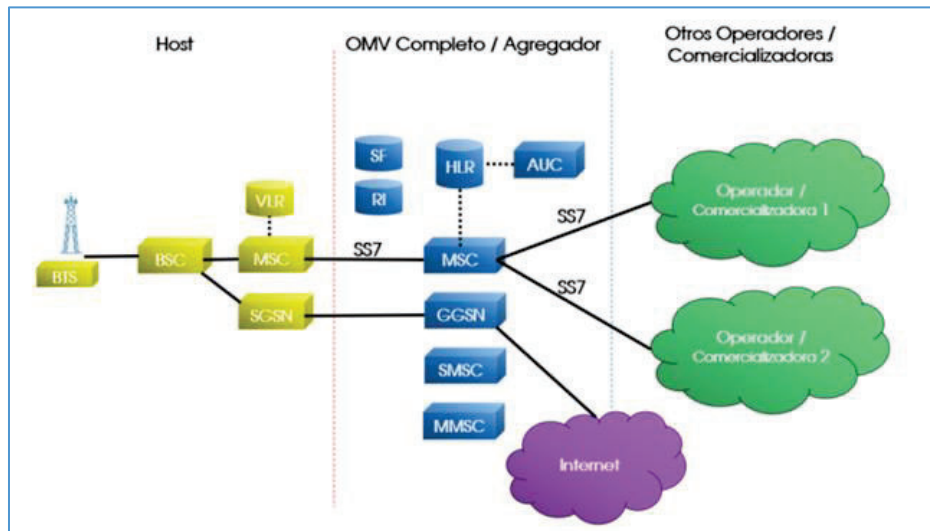 Host
OMV Completo / Agregador
Otros Operadores /
Comercializadoras
SF
HLR
AUC
RI
VLR
Operador /
Comercializadora 1
BTS
BSC
MSC
SS7
MSC
SS7
SS7
SGSN
GGSN
Operador /
Comercializadora 2
SMSC
MMSC
Internet